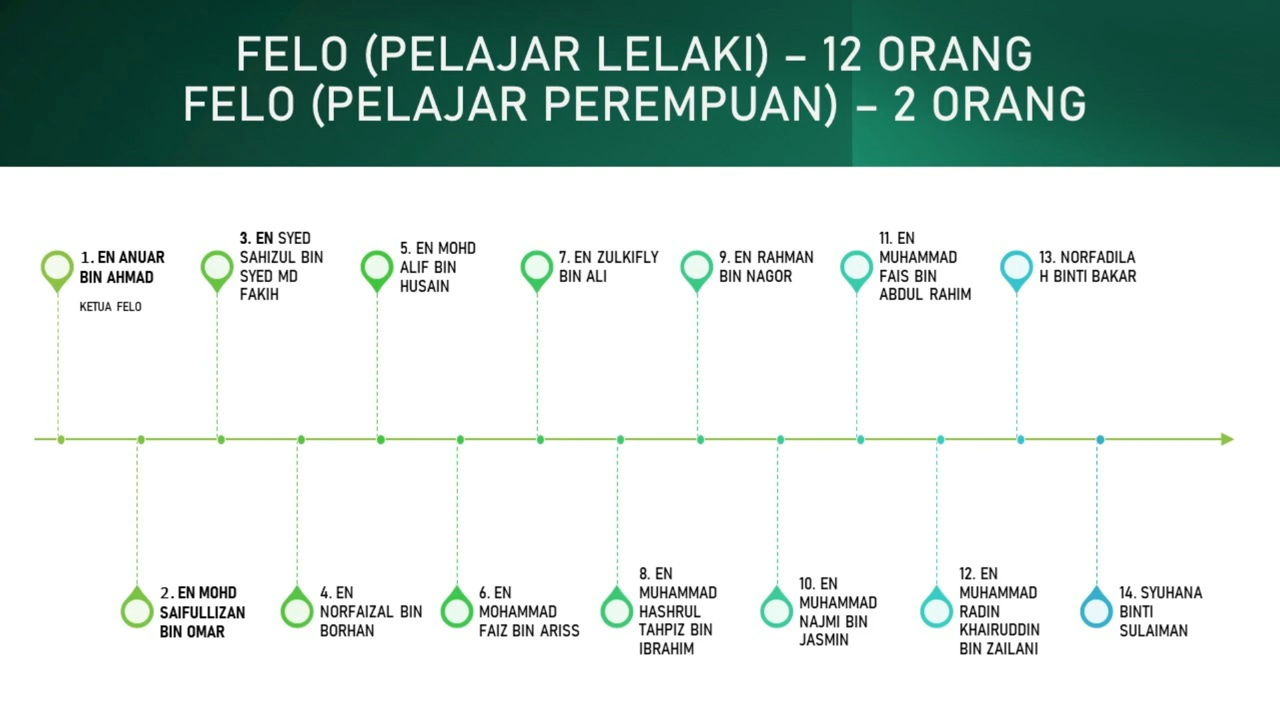 FELO (PELAJAR LELAKI) – 12 ORANG
FELO (PELAJAR PEREMPUAN) – 2 ORANG
1. EN ANUAR
BIN AHMAD
KETUA FELO
2. EN MOHD
SAIFULLIZAN
BIN OMAR
3. EN SYED
SAHIZUL BIN
SYED MD
FAKIH
4. EN
NORFAIZAL BIN
BORHAN
5. EN MOHD
ALIF BIN
HUSAIN
6. EN
MOHAMMAD
FAIZ BIN ARISS
7. EN ZULKIFLY
BIN ALI
8. EN
MUHAMMAD
HASHRUL
TAHPIZ BIN
IBRAHIM
9. EN RAHMAN
BIN NAGOR
10. EN
MUHAMMAD
NAJMI BIN
JASMIN
11. EN
MUHAMMAD
FAIS BIN
ABDUL RAHIM
12. EN
MUHAMMAD
RADIN
KHAIRUDDIN
BIN ZAILANI
13. NORFADILA
H BINTI BAKAR
14. SYUHANA
BINTI
SULAIMAN